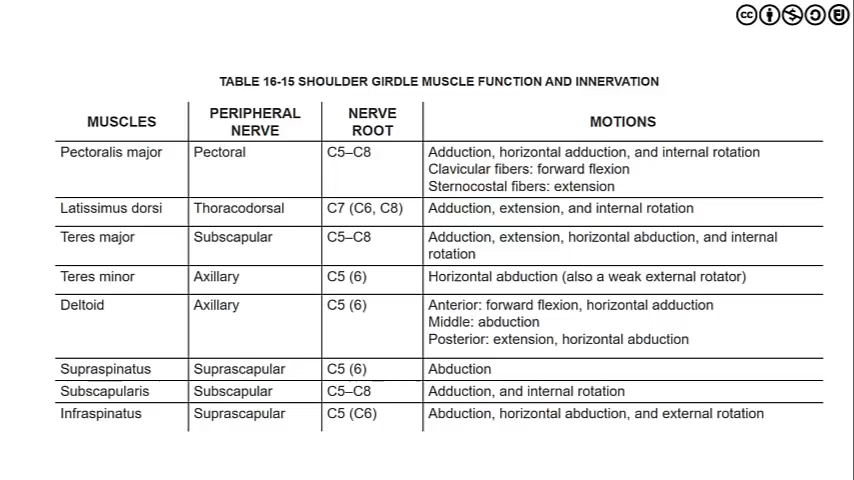 cc
TABLE 16-15 SHOULDER GIRDLE MUSCLE FUNCTION AND INNERVATION
MUSCLES PERIPHERAL NERVE NERVE ROOT MOTIONS
Pectoralis major Pectoral C5–C8 Adduction, horizontal adduction, and internal rotation
Clavicular fibers: forward flexion
Sternocostal fibers: extension
Latissimus dorsi Thoracodorsal C7 (C6, C8) Adduction, extension, and internal rotation
Teres major Subscapular C5–C8 Adduction, extension, horizontal abduction, and internal
rotation
Teres minor Axillary C5 (6) Horizontal abduction (also a weak external rotator)
Deltoid Axillary C5 (6) Anterior: forward flexion, horizontal adduction
Middle: abduction
Posterior: extension, horizontal abduction
Supraspinatus Suprascapular C5 (6) Abduction
Subscapularis Subscapular C5–C8 Adduction, and internal rotation
Infraspinatus Suprascapular C5 (C6) Abduction, horizontal abduction, and external rotation